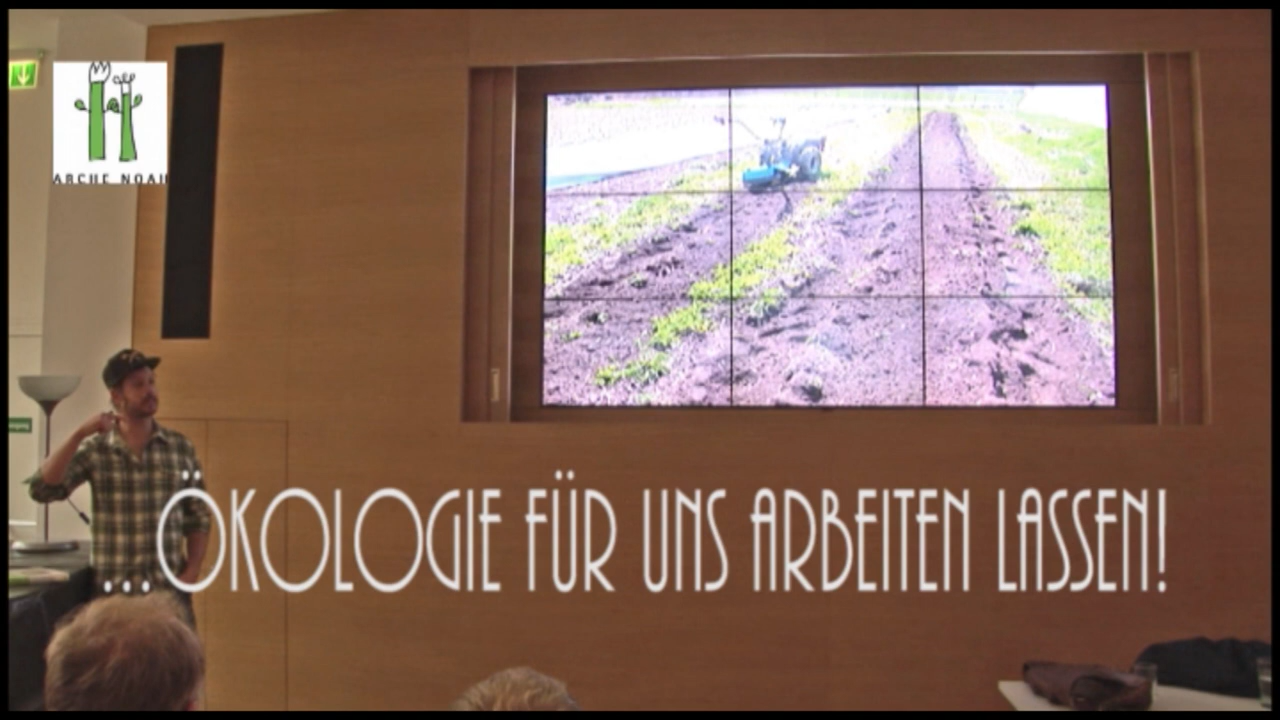 ARCHE NOAH
...ÖKOLOGIE FÜR UNS ARBEITEN LASSEN!